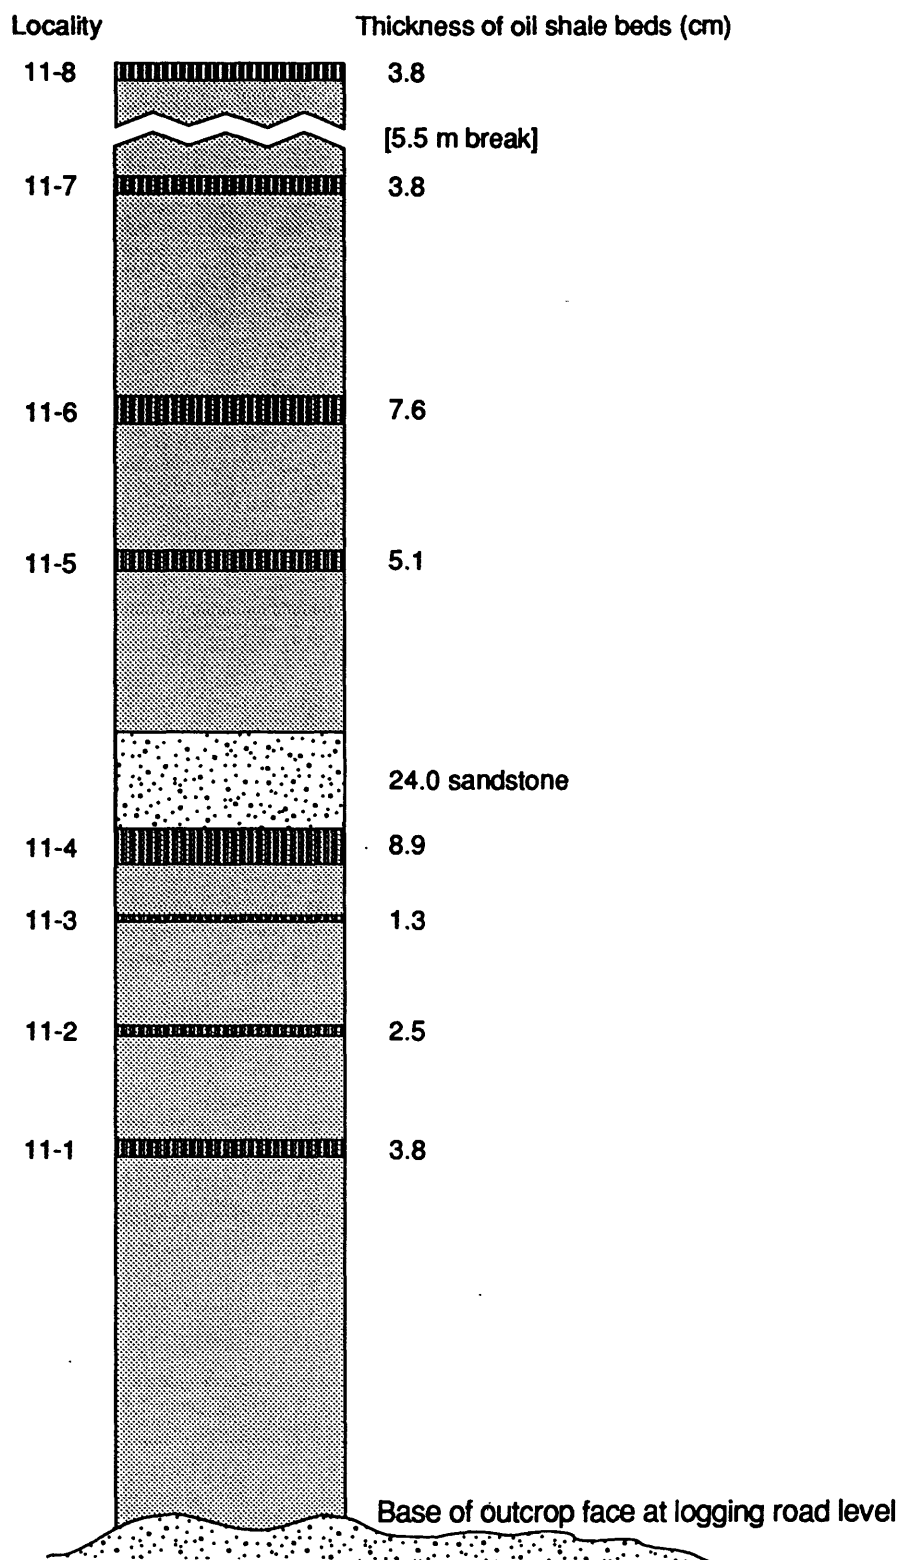 Locality Thickness of oil shale beds (cm)
11-8 3.8
[5.5 m break]
11-7 3.8
11-6 7.6
11-5 5.1
24.0 sandstone
11-4 8.9
11-3 1.3
11-2 2.5
11-1 3.8
Base of outcrop face at logging road level